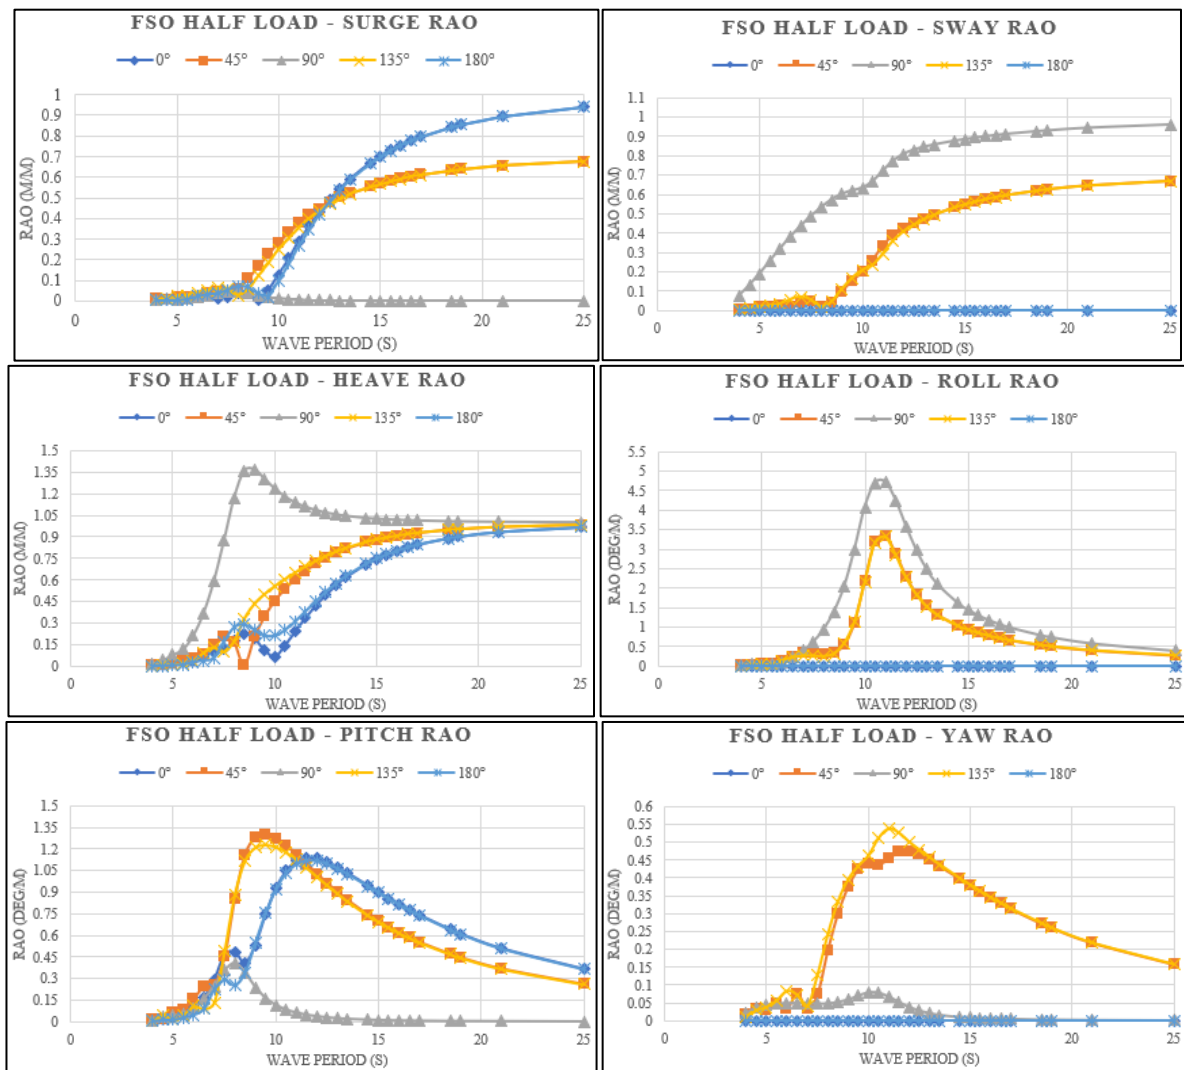 FSO HALF LOAD - SURGE RAO
0° 45° 90° 135° 180°
1
0.9
0.8
0.7
0.6
0.5
0.4
0.3
0.2
0.1
0
RAO (M/M)
0 5 10 15 20 25
WAVE PERIOD (S)
FSO HALF LOAD - SWAY RAO
0° 45° 90° 135° 180°
1.1
1
0.9
0.8
0.7
0.6
0.5
0.4
0.3
0.2
0.1
0
RAO (M/M)
0 5 10 15 20 25
WAVE PERIOD (S)
FSO HALF LOAD - HEAVE RAO
0° 45° 90° 135° 180°
1.5
1.35
1.2
1.05
0.9
0.75
0.6
0.45
0.3
0.15
0
RAO (M/M)
0 5 10 15 20 25
WAVE PERIOD (S)
FSO HALF LOAD - ROLL RAO
0° 45° 90° 135° 180°
5.5
5
4.5
4
3.5
3
2.5
2
1.5
1
0.5
0
RAO (DEG/M)
0 5 10 15 20 25
WAVE PERIOD (S)
FSO HALF LOAD - PITCH RAO
0° 45° 90° 135° 180°
1.5
1.35
1.2
1.05
0.9
0.75
0.6
0.45
0.3
0.15
0
RAO (DEG/M)
0 5 10 15 20 25
WAVE PERIOD (S)
FSO HALF LOAD - YAW RAO
0° 45° 90° 135° 180°
0.6
0.55
0.5
0.45
0.4
0.35
0.3
0.25
0.2
0.15
0.1
0.05
0
RAO (DEG/M)
0 5 10 15 20 25
WAVE PERIOD (S)